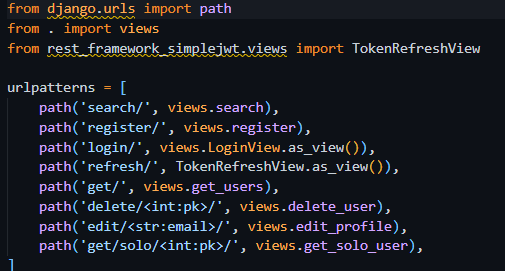 from django.urls import path
from . import views
from rest_framework_simplejwt.views import TokenRefreshView

urlpatterns = [
    path('search/', views.search),
    path('register/', views.register),
    path('login/', views.LoginView.as_view()),
    path('refresh/', TokenRefreshView.as_view()),
    path('get/', views.get_users),
    path('delete/<int:pk>/', views.delete_user),
    path('edit/<str:email>/', views.edit_profile),
    path('get/solo/<int:pk>/', views.get_solo_user),
]